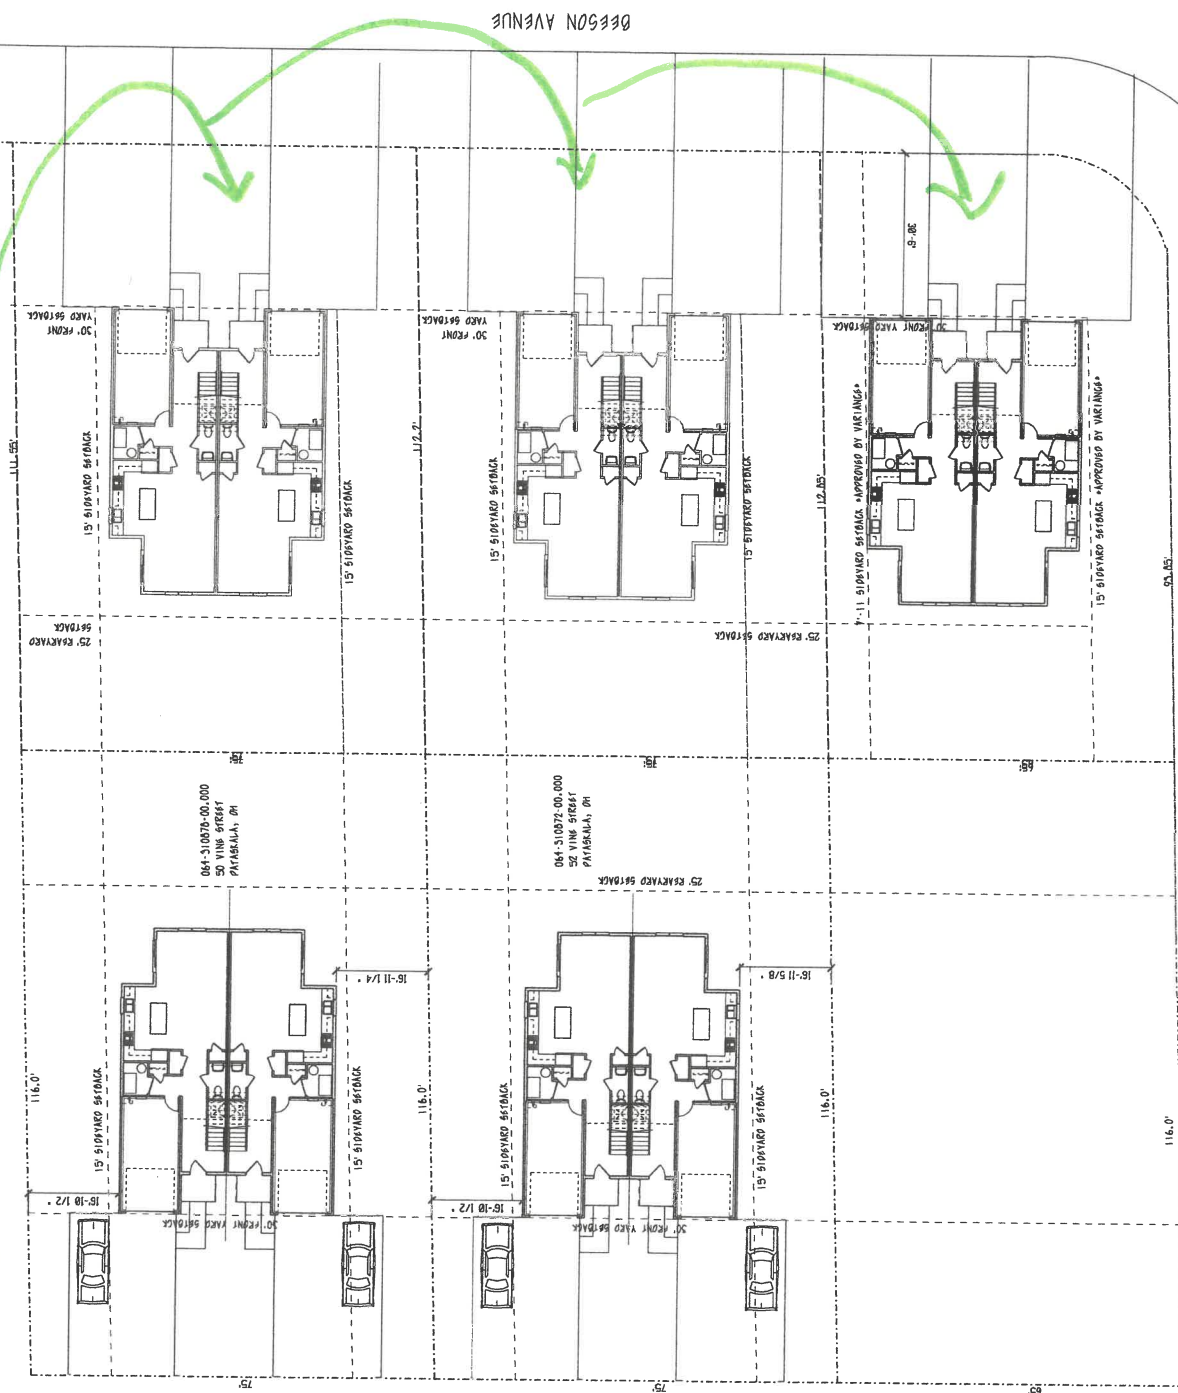 BEESON AVENUE
30'-6"
30' FRONT
YARD SETBACK
30' FRONT
YARD SETBACK
30' FRONT YARD SETBACK
111.55'
15' SIDEYARD SETBACK
15' SIDEYARD SETBACK
112.2'
15' SIDEYARD SETBACK
15' SIDEYARD SETBACK
112.85'
SIDEYARD SETBACK *APPROVED BY VARIANCE*
15' SIDEYARD SETBACK *APPROVED BY VARIANCE*
93.85'
25' REARYARD
SETBACK
25' REARYARD SETBACK
75'
75'
65'
064-310878-00.000
50 VINE STREET
PATASKALA, OH
064-310872-00.000
52 VINE STREET
PATASKALA, OH
25' REARYARD SETBACK
16'-11 1/4"
16'-11 5/8"
116.0'
15' SIDEYARD SETBACK
15' SIDEYARD SETBACK
116.0'
15' SIDEYARD SETBACK
15' SIDEYARD SETBACK
116.0'
116.0'
16'-10 1/2"
16'-10 1/2"
30' FRONT YARD SETBACK
30' FRONT YARD SETBACK
75'
75'
65'